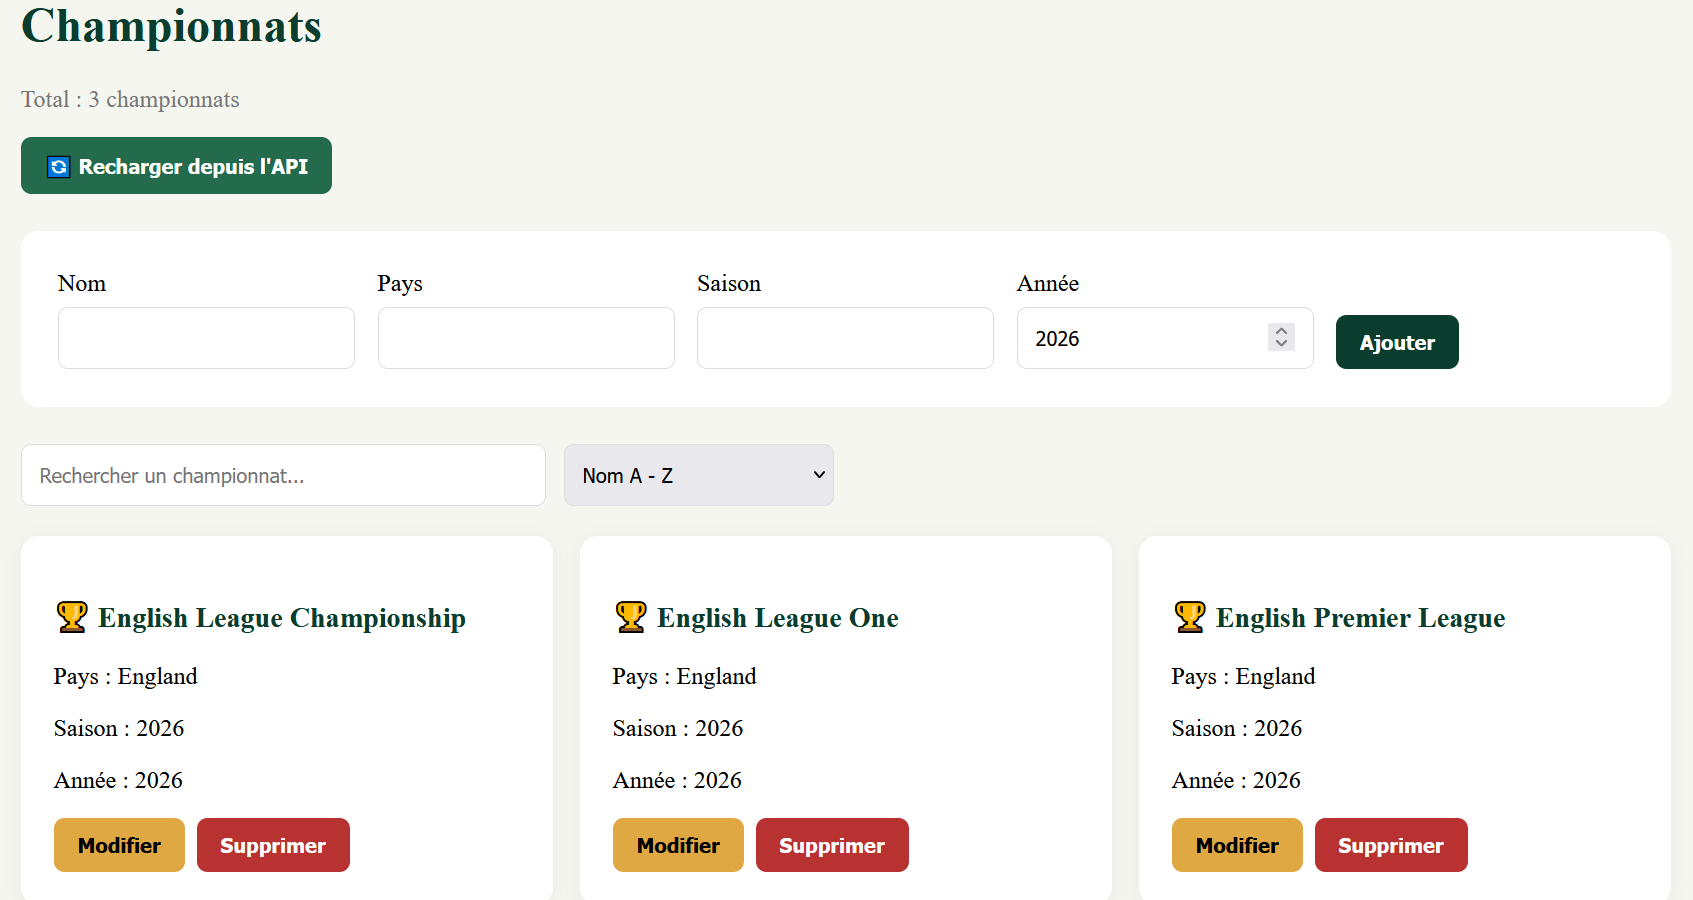 Championnats
Total : 3 championnats
Recharger depuis l'API
Nom Pays Saison Année
2026
Ajouter
Rechercher un championnat...
Nom A - Z
English League Championship
Pays : England
Saison : 2026
Année : 2026
Modifier Supprimer
English League One
Pays : England
Saison : 2026
Année : 2026
Modifier Supprimer
English Premier League
Pays : England
Saison : 2026
Année : 2026
Modifier Supprimer